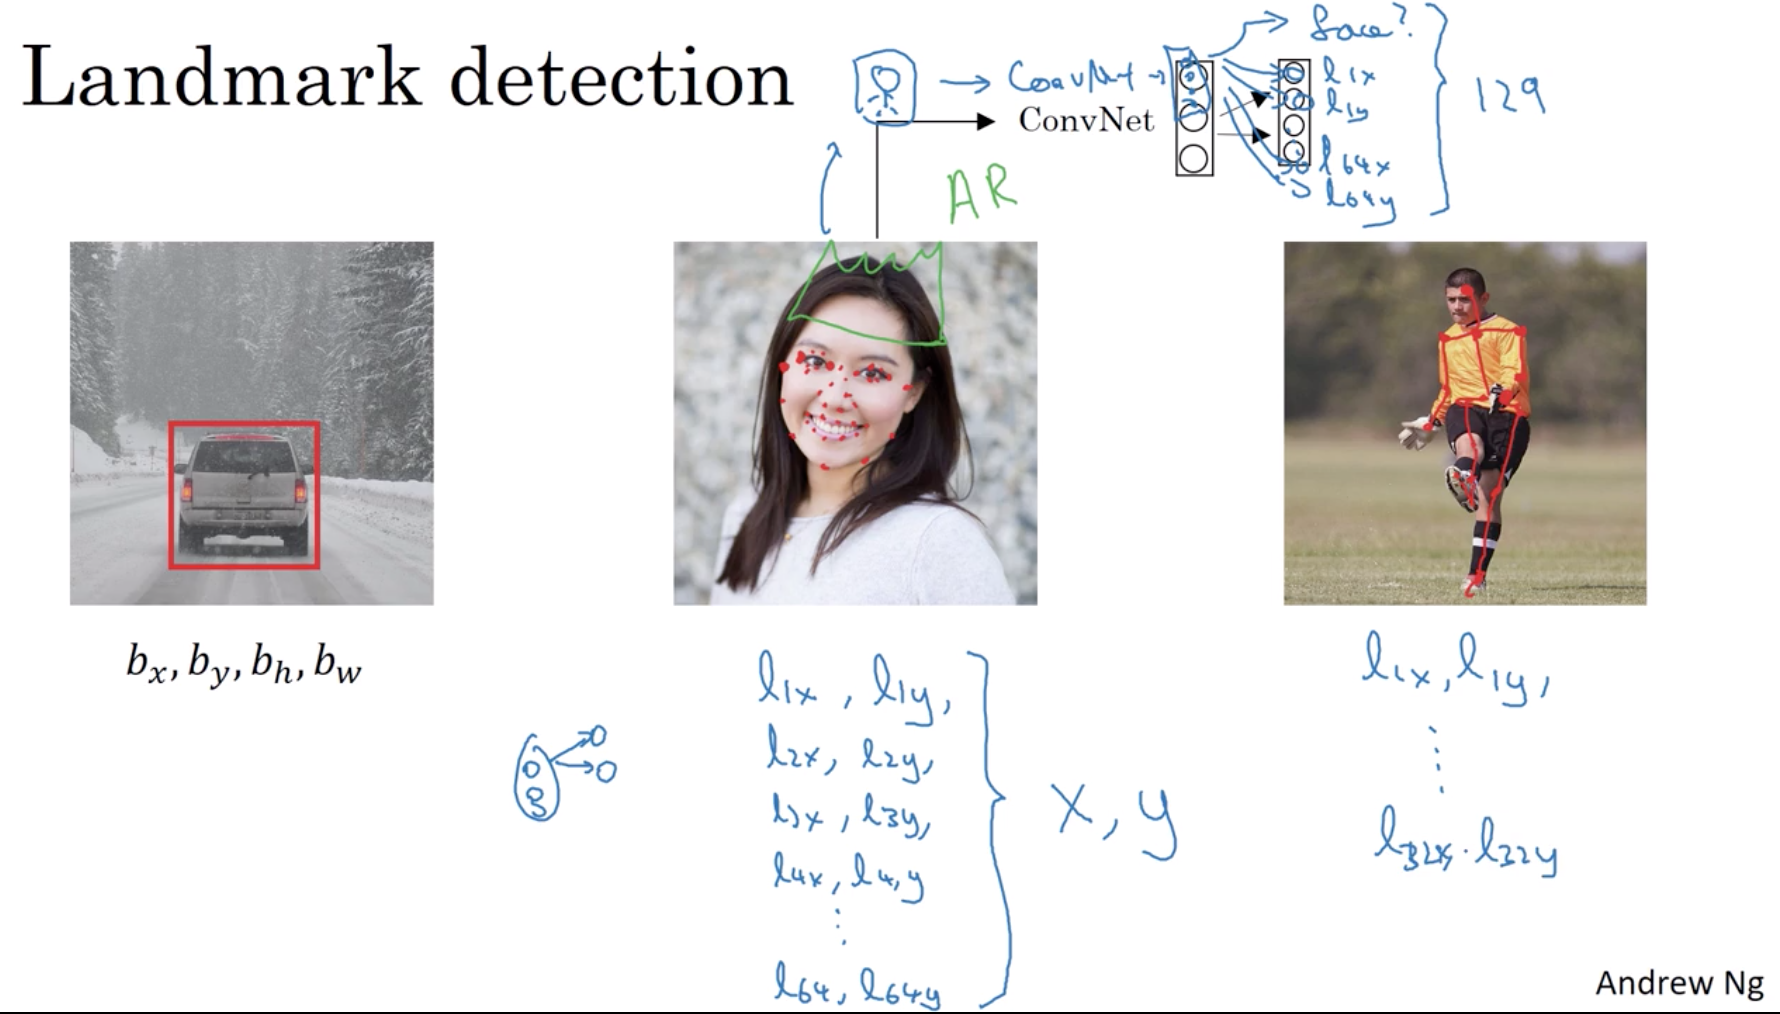 Landmark detection
ConvNet → face?
ConvNet
l1x
l1y
l64x
l64y
129
AR
bx, by, bh, bw
l1x, l1y,
l2x, l2y,
l3x, l3y,
l4x, l4,y
⋮
l64, l64y
x, y
l1x, l1y,
⋮
l32x, l32y
Andrew Ng